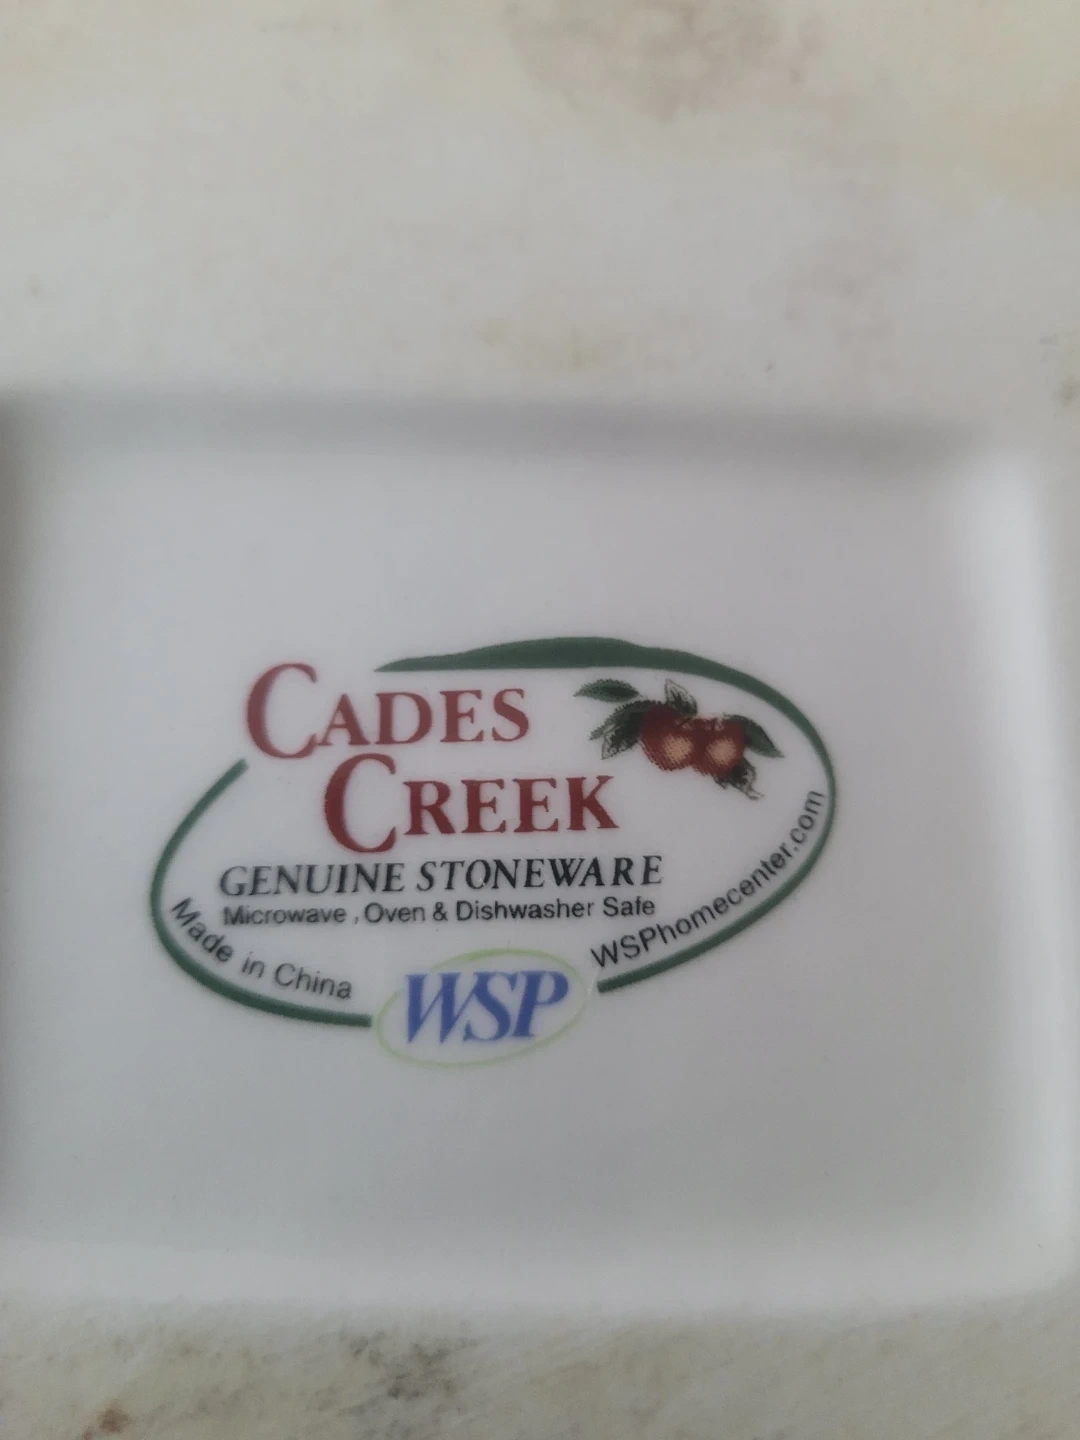 CADES
CREEK
GENUINE STONEWARE
Microwave , Oven & Dishwasher Safe
Made in China
WSP
WSPhomecenter.com